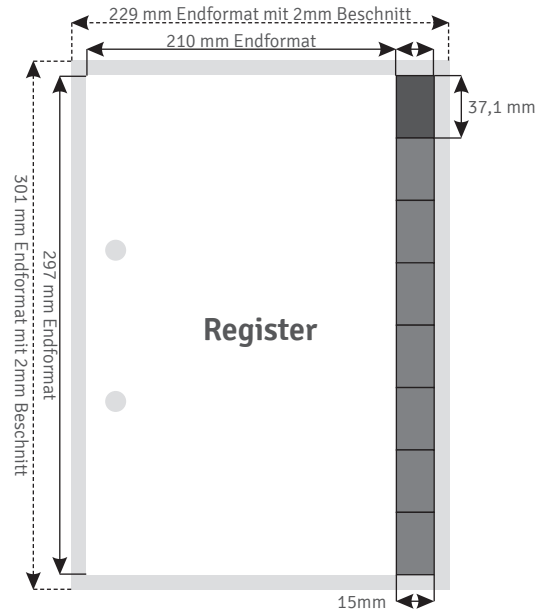 229 mm Endformat mit 2mm Beschnitt
210 mm Endformat
37,1 mm
301 mm Endformat mit 2mm Beschnitt
297 mm Endformat
Register
15mm